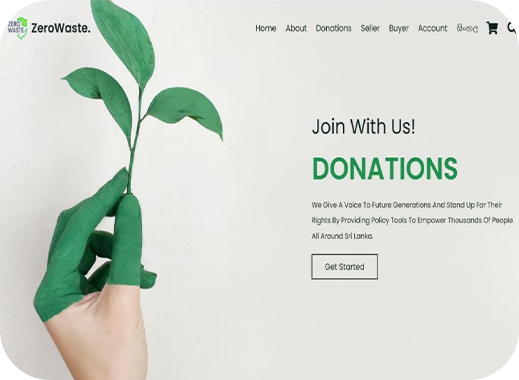 ZERO
WASTE
ZeroWaste.
Home About Donations Seller Buyer Account සිංහල
Join With Us!
DONATIONS
We Give A Voice To Future Generations And Stand Up For Their
Rights By Providing Policy Tools To Empower Thousands Of People
All Around Sri Lanka.
Get Started